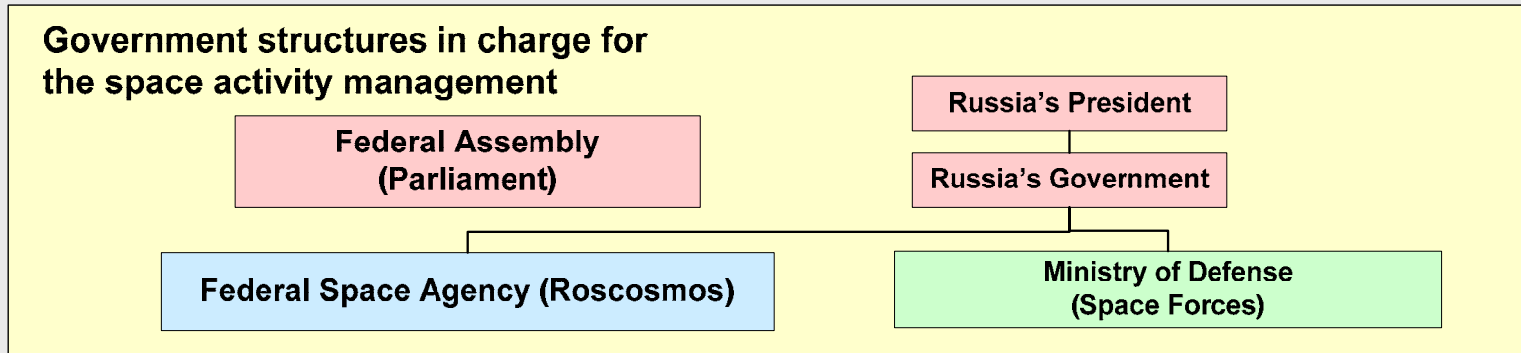 Government structures in charge for
the space activity management
Russia's President
Federal Assembly
(Parliament)
Russia's Government
Federal Space Agency (Roscosmos)
Ministry of Defense
(Space Forces)